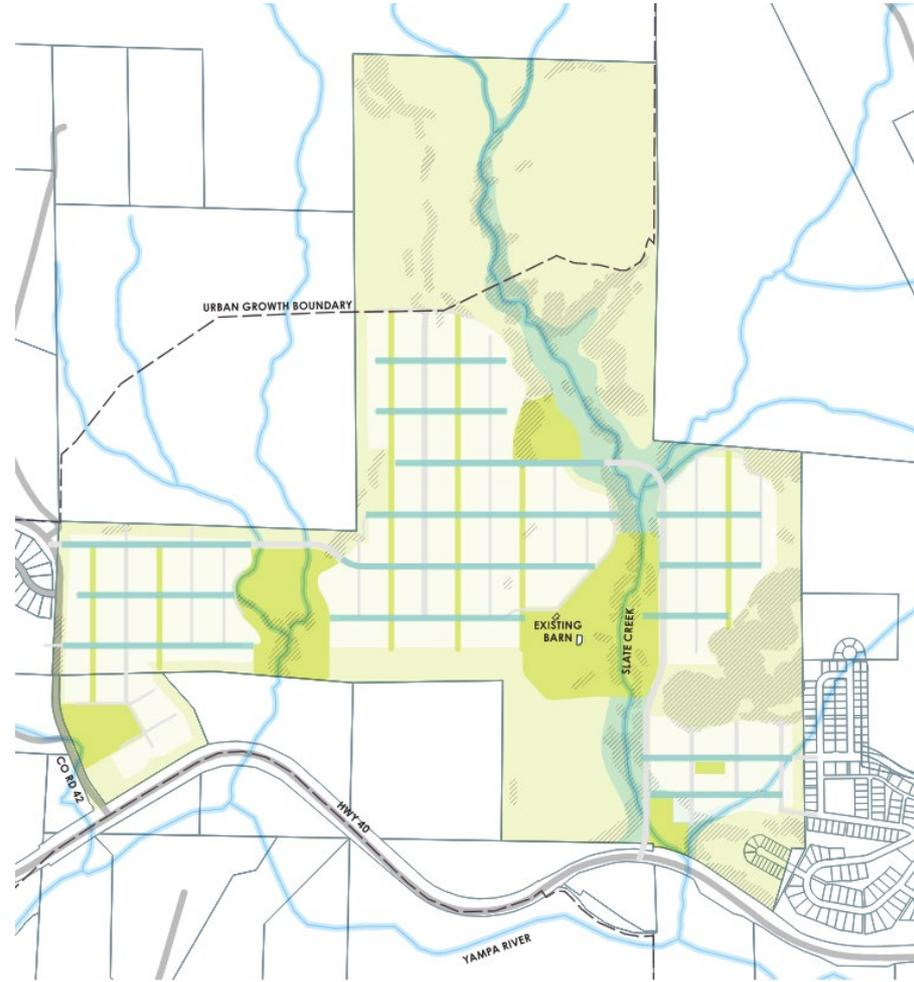 URBAN GROWTH BOUNDARY
EXISTING
BARN
SLATE CREEK
CO RD 42
HWY 40
YAMPA RIVER